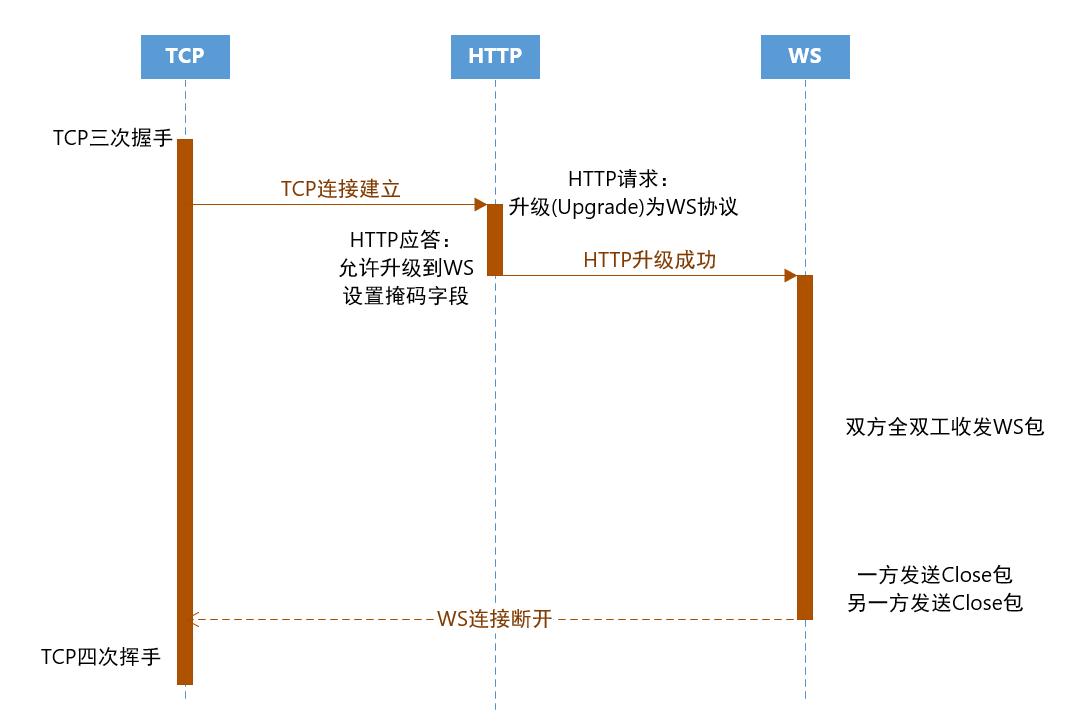 TCP
HTTP
WS
TCP三次握手
TCP连接建立
HTTP请求：
升级(Upgrade)为WS协议
HTTP应答：
允许升级到WS
设置掩码字段
HTTP升级成功
双方全双工收发WS包
一方发送Close包
另一方发送Close包
WS连接断开
TCP四次挥手